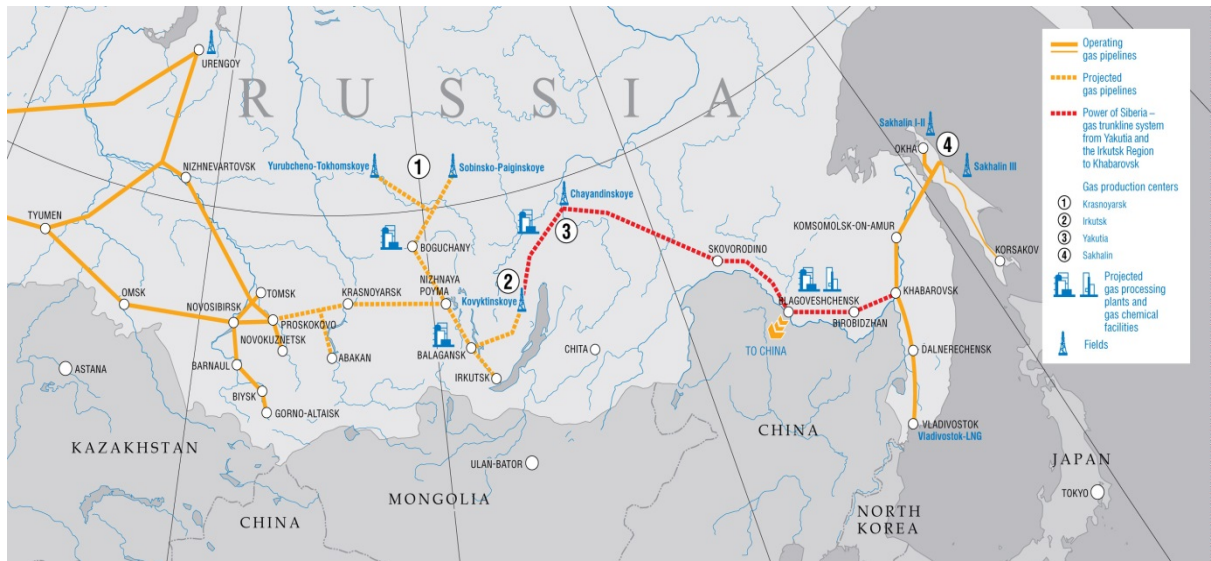 URENGOY
RUSSIA
Yurubcheno-Tokhomskoye
1
Sobinsko-Paiginskoye
NIZHNEVARTOVSK
Chayandinskoye
3
TYUMEN
BOGUCHANY
SKOVORODINO
OMSK
NOVOSIBIRSK
TOMSK
PROSKOKOVO
KRASNOYARSK
NIZHNAYA
POYMA
2
Kovyktinskoye
NOVOKUZNETSK
ABAKAN
BALAGANSK
IRKUTSK
CHITA
BARNAUL
BIYSK
GORNO-ALTAISK
ASTANA
KAZAKHSTAN
CHINA
MONGOLIA
ULAN-BATOR
BLAGOVESHCHENSK
TO CHINA
BIROBIDZHAN
KHABAROVSK
KOMSOMOLSK-ON-AMUR
Sakhalin I-II
OKHA
4
Sakhalin III
KORSAKOV
DALNERECHENSK
VLADIVOSTOK
Vladivostok-LNG
CHINA
NORTH
KOREA
JAPAN
TOKYO
Operating
gas pipelines
Projected
gas pipelines
Power of Siberia –
gas trunkline system
from Yakutia and
the Irkutsk Region
to Khabarovsk
Gas production centers
1 Krasnoyarsk
2 Irkutsk
3 Yakutia
4 Sakhalin
Projected
gas processing
plants and
gas chemical
facilities
Fields